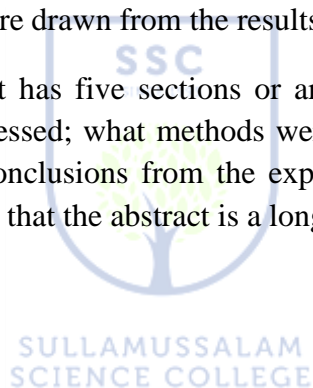 re drawn from the results
SSC
t has five sections or an
essed; what methods we
onclusions from the exp
that the abstract is a long
SULLAMUSSALAM
SCIENCE COLLEGE